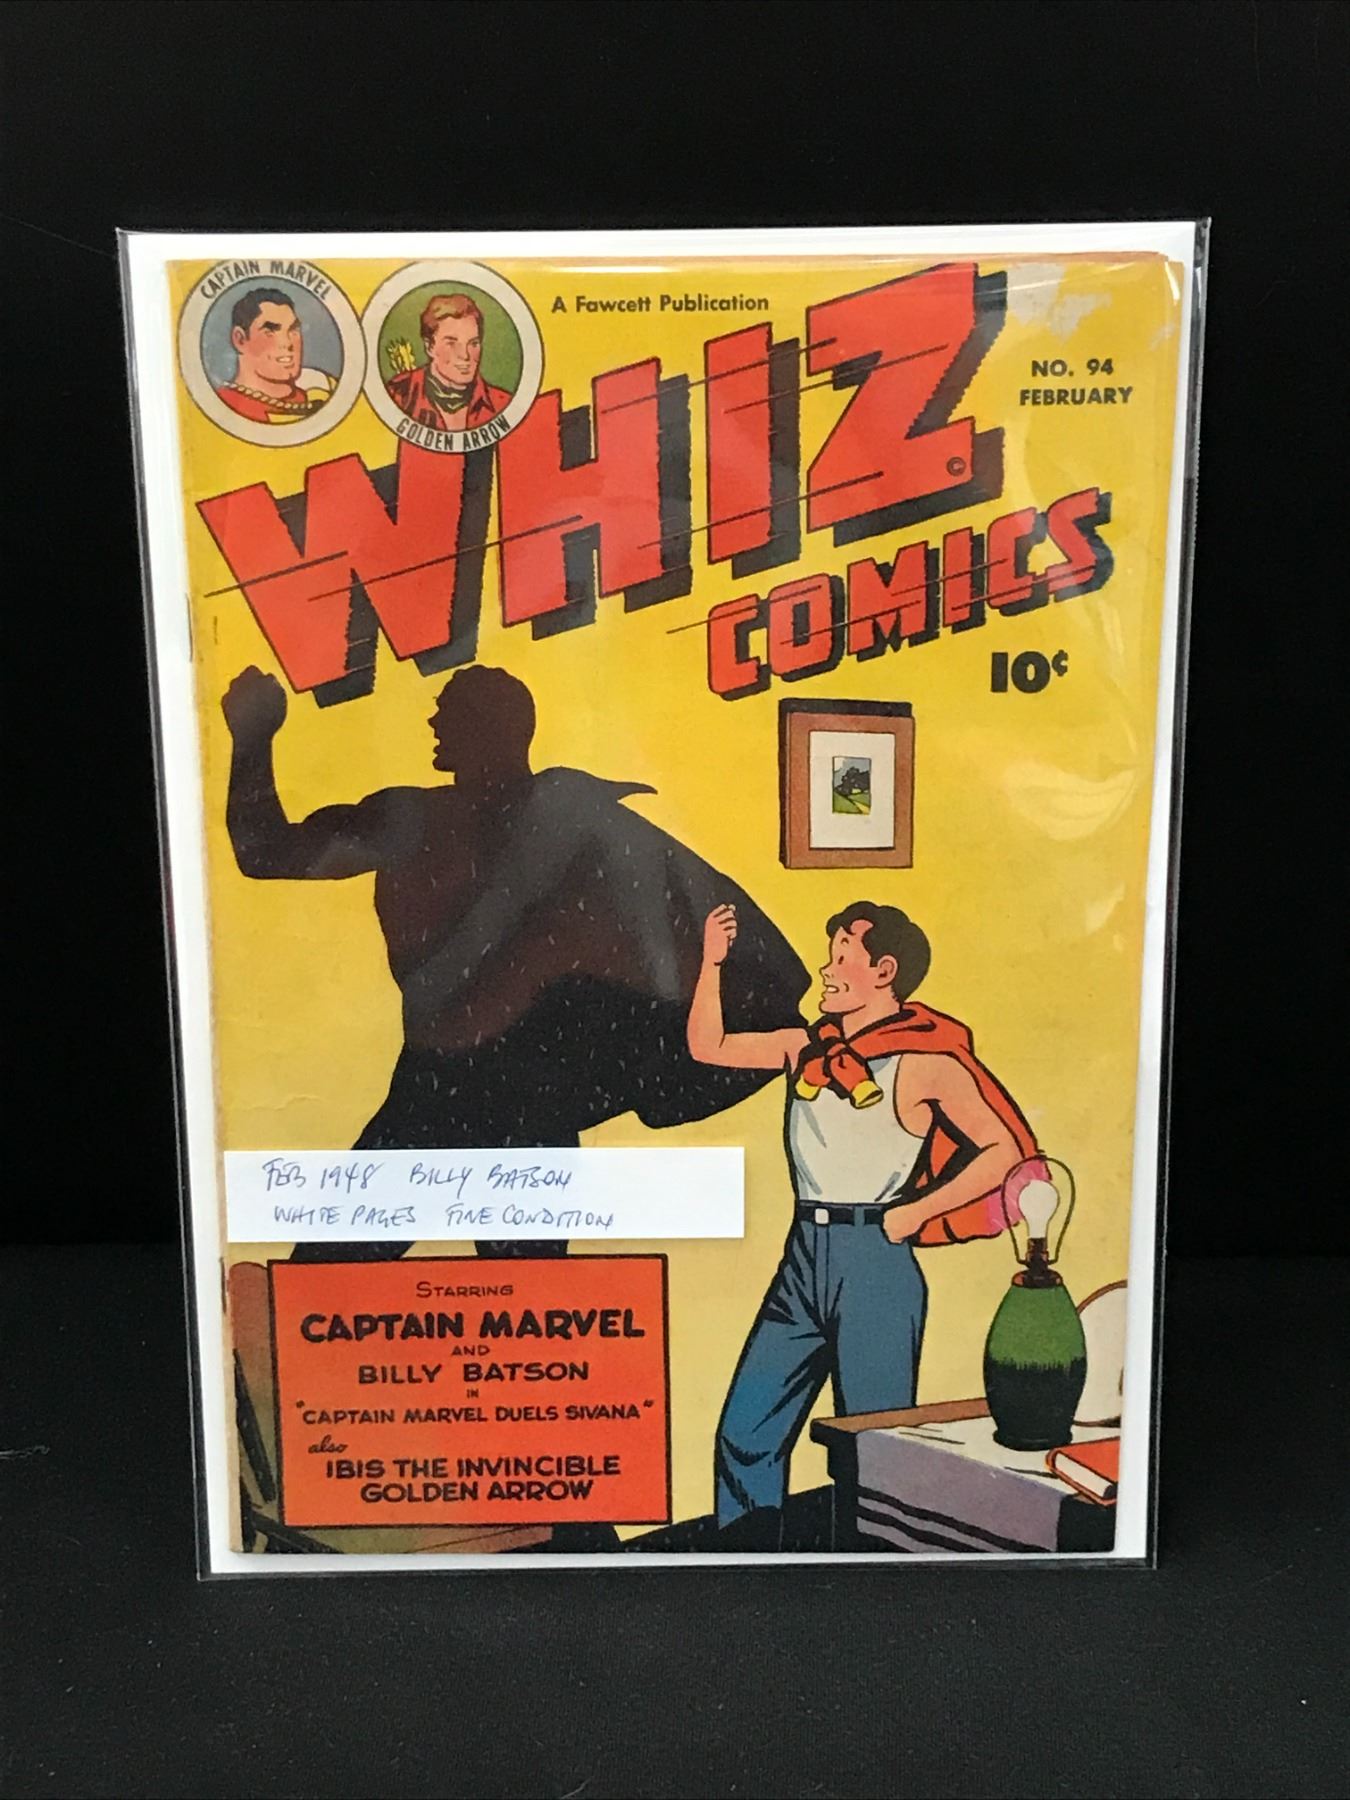 CAPTAIN MARVEL
GOLDEN ARROW
A Fawcett Publication
WHIZ
COMICS
©
NO. 94
FEBRUARY
10¢
FEB 1948 BILLY BATSON
WHITE PAGES FINE CONDITION
STARRING
CAPTAIN MARVEL
AND
BILLY BATSON
IN
"CAPTAIN MARVEL DUELS SIVANA"
also
IBIS THE INVINCIBLE
GOLDEN ARROW